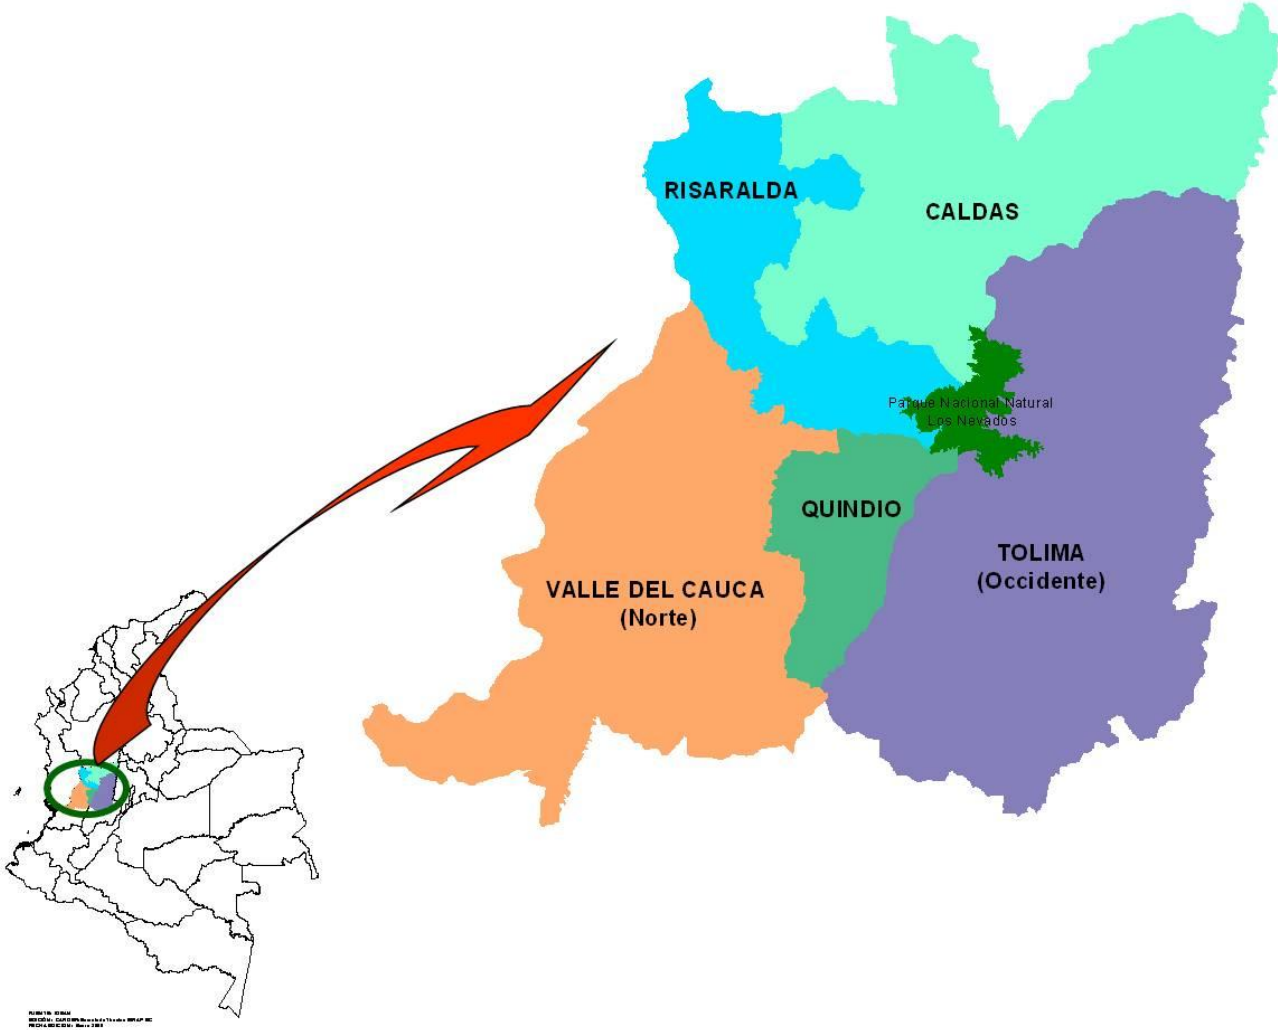 RISARALDA
CALDAS
Parque Nacional Natural
Los Nevados
QUINDIO
TOLIMA
(Occidente)
VALLE DEL CAUCA
(Norte)